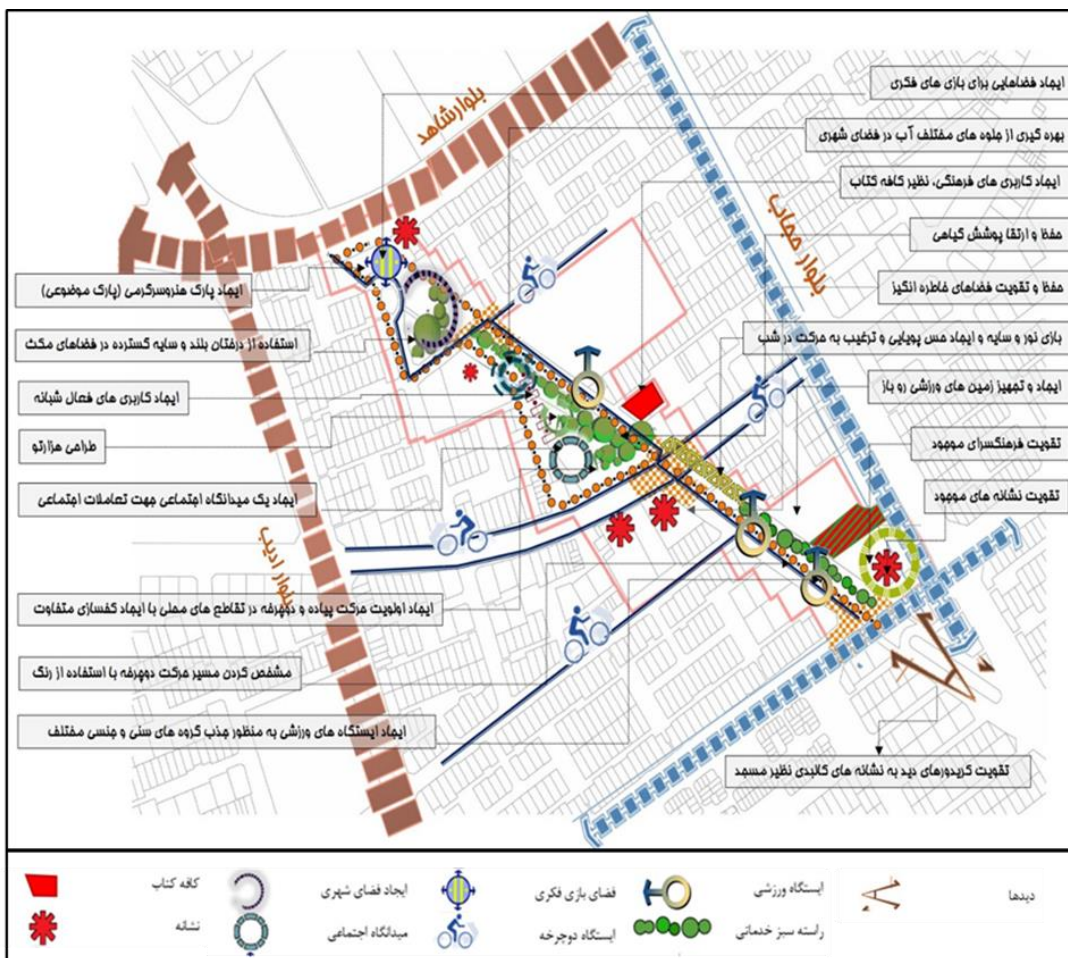 بلوار شاهد
بلوار حجاب
بلوار ادیب
ایجاد فضاهایی برای بازی های فکری
بهره گیری از جلوه های مختلف آب در فضای شهری
ایجاد کاربری های فرهنگی، نظیر کافه کتاب
حفظ و ارتقا پوشش گیاهی
حفظ و تقویت فضاهای خاطره انگیز
بازی نور و سایه و ایجاد حس پویایی و ترغیب به حرکت در شب
ایجاد و تجهیز زمین های ورزشی رو باز
تقویت فرهنگسرای موجود
تقویت نشانه های موجود
ایجاد پارک هنروسرگرمی (پارک موضوعی)
استفاده از درختان بلند و سایه گسترده در فضاهای مکث
ایجاد کاربری های فعال شبانه
طراحی هزارتو
ایجاد یک میدانگاه اجتماعی جهت تعاملات اجتماعی
ایجاد اولویت حرکت پیاده و دوچرخه در تقاطع های محلی با ایجاد کفسازی متفاوت
مشخص کردن مسیر حرکت دوچرخه با استفاده از رنگ
ایجاد ایستگاه های ورزشی به منظور جذب گروه های سنی و جنسی مختلف
تقویت کریدورهای دید به نشانه های کالبدی نظیر مسجد
دیدها
ایستگاه ورزشی
فضای بازی فکری
ایجاد فضای شهری
کافه کتاب
راسته سبز خدماتی
ایستگاه دوچرخه
میدانگاه اجتماعی
نشانه